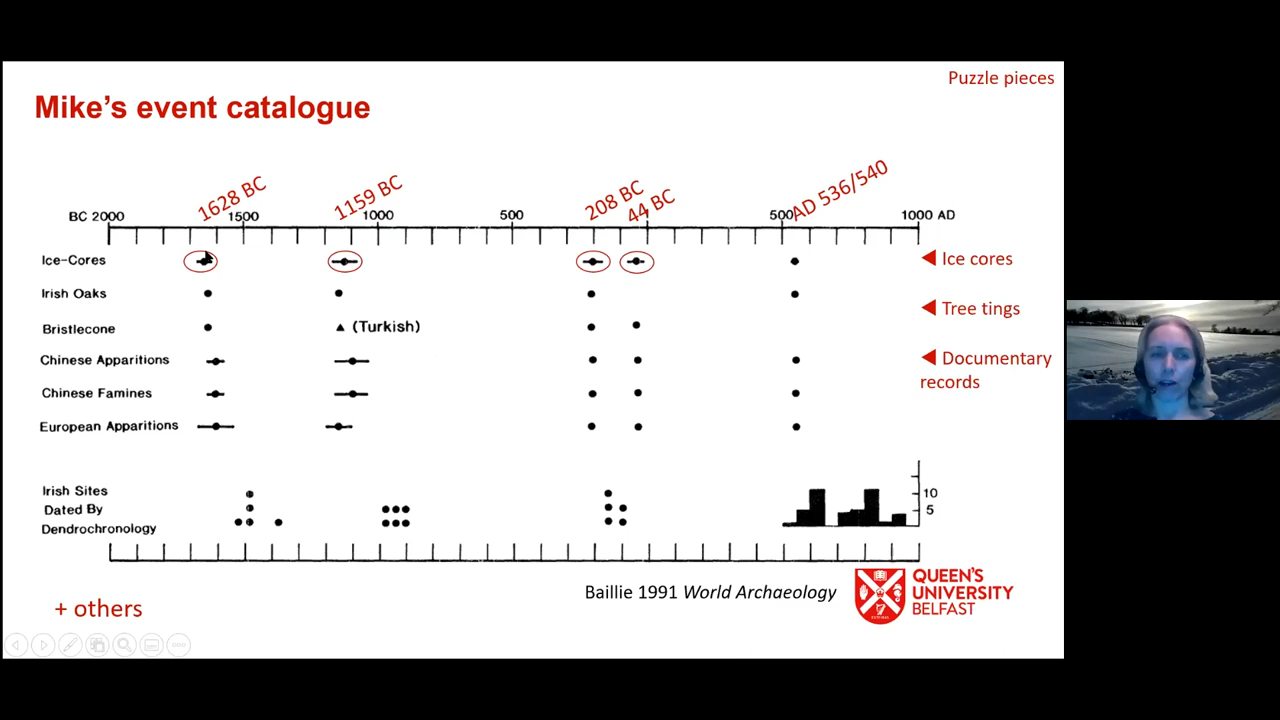 Puzzle pieces
Mike's event catalogue
1628 BC
1159 BC
208 BC
44 BC
AD 536/540
BC 2000 1500 1000 500 500 1000 AD
Ice-Cores
Ice cores
Irish Oaks
Tree tings
Bristlecone
(Turkish)
Chinese Apparitions
Documentary
records
Chinese Famines
European Apparitions
Irish Sites
Dated By
Dendrochronology
10
5
Baillie 1991 World Archaeology
QUEEN'S
UNIVERSITY
BELFAST
+ others